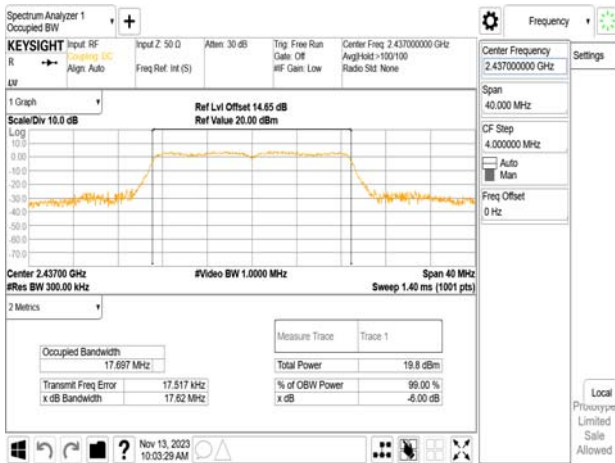 Spectrum Analyzer 1
Occupied BW
Frequency
KEYSIGHT
R
Input: RF
Coupling: DC
Align: Auto
Input Z: 50 Ω
Freq Ref: Int (S)
Atten: 30 dB
Trig: Free Run
Gate: Off
#IF Gain: Low
Center Freq: 2.437000000 GHz
Avg|Hold:>100/100
Radio Std: None
Center Frequency
2.437000000 GHz
Settings
Span
40.000 MHz
CF Step
4.000000 MHz
Auto
Man
Freq Offset
0 Hz
1 Graph
Scale/Div 10.0 dB
Ref Lvl Offset 14.65 dB
Ref Value 20.00 dBm
Log
10.0
0.00
-10.0
-20.0
-30.0
-40.0
-50.0
-60.0
-70.0
Center 2.43700 GHz
#Res BW 300.00 kHz
#Video BW 1.0000 MHz
Span 40 MHz
Sweep 1.40 ms (1001 pts)
2 Metrics
Measure Trace Trace 1
Occupied Bandwidth
17.697 MHz
Total Power 19.8 dBm
Transmit Freq Error 17.517 kHz
% of OBW Power 99.00 %
x dB Bandwidth 17.62 MHz
x dB -6.00 dB
Local
Prototype
Limited
Sale
Allowed
Nov 13, 2023
10:03:29 AM